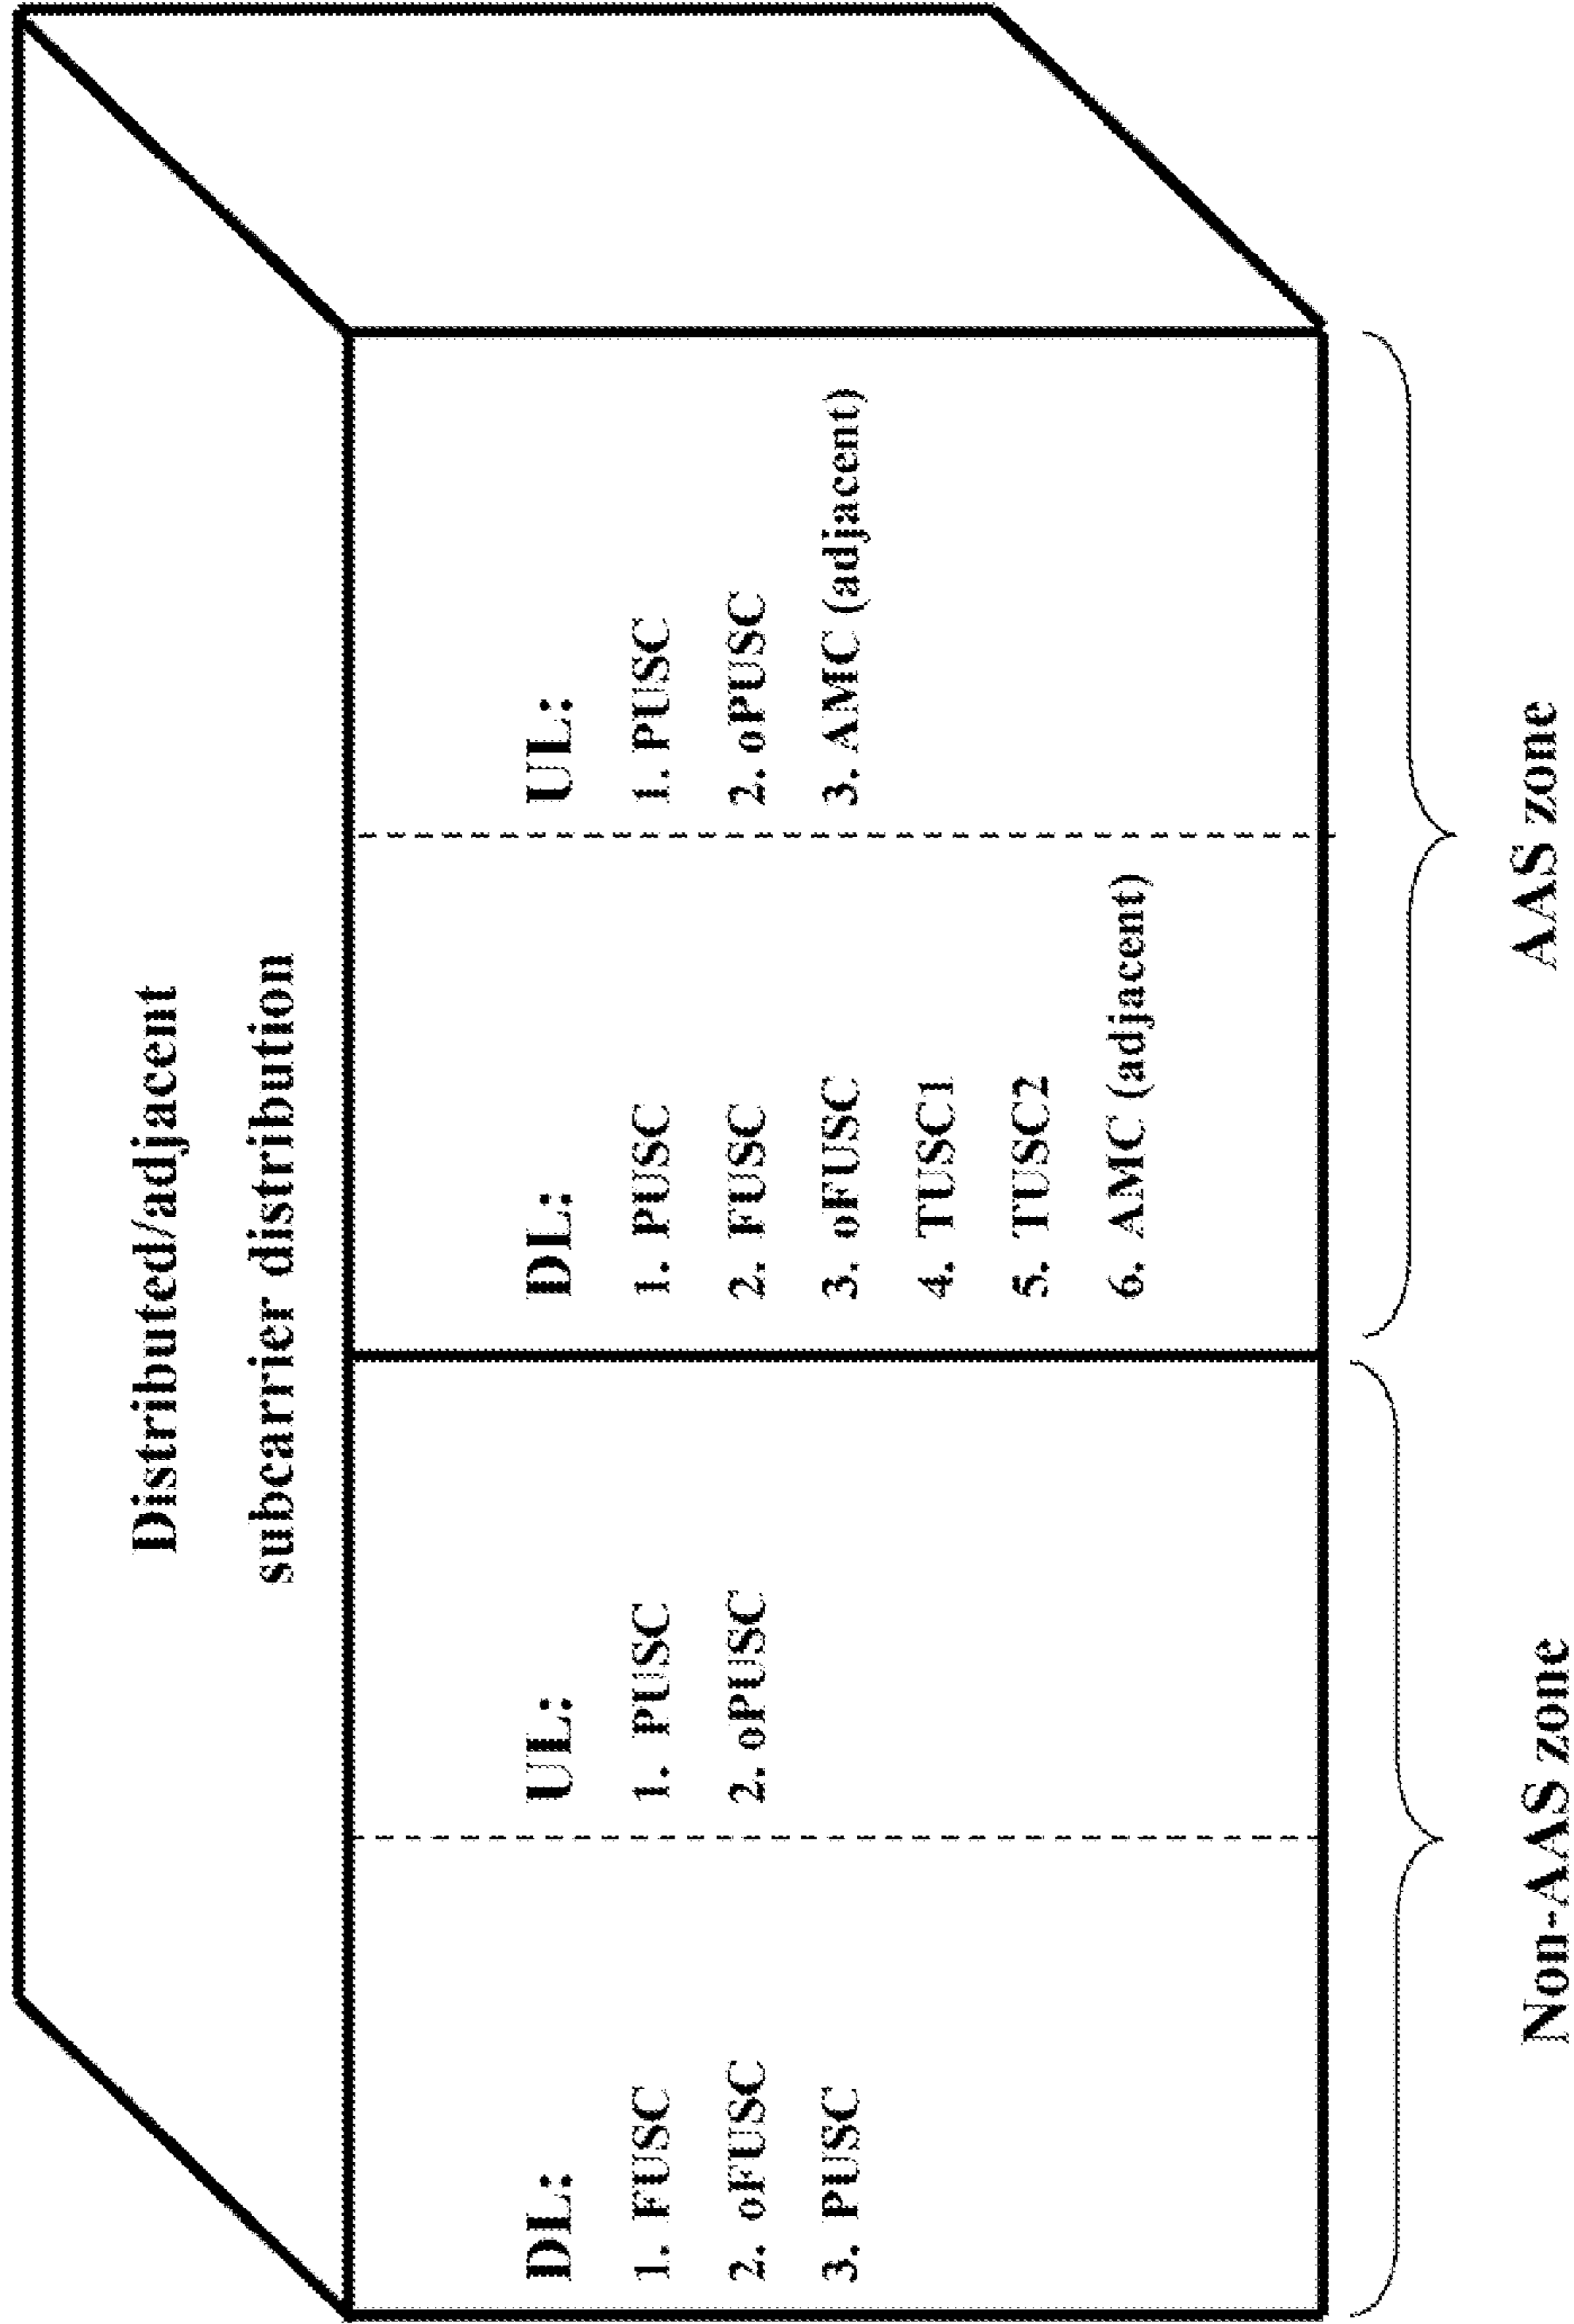 Distributed/adjacent
subcarrier distribution
DL:
1. FUSC
2. oFUSC
3. PUSC
UL:
1. PUSC
2. oPUSC
DL:
1. PUSC
2. FUSC
3. oFUSC
4. TUSC1
5. TUSC2
6. AMC (adjacent)
UL:
1. PUSC
2. oPUSC
3. AMC (adjacent)
Non-AAS zone
AAS zone